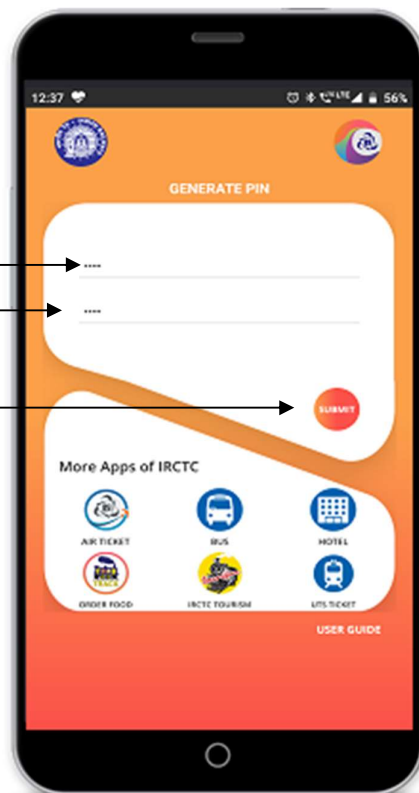 12:37 56%
GENERATE PIN
····
····
SUBMIT
More Apps of IRCTC
AIR TICKET BUS HOTEL
ORDER FOOD IRCTC TOURISM UTS TICKET
USER GUIDE